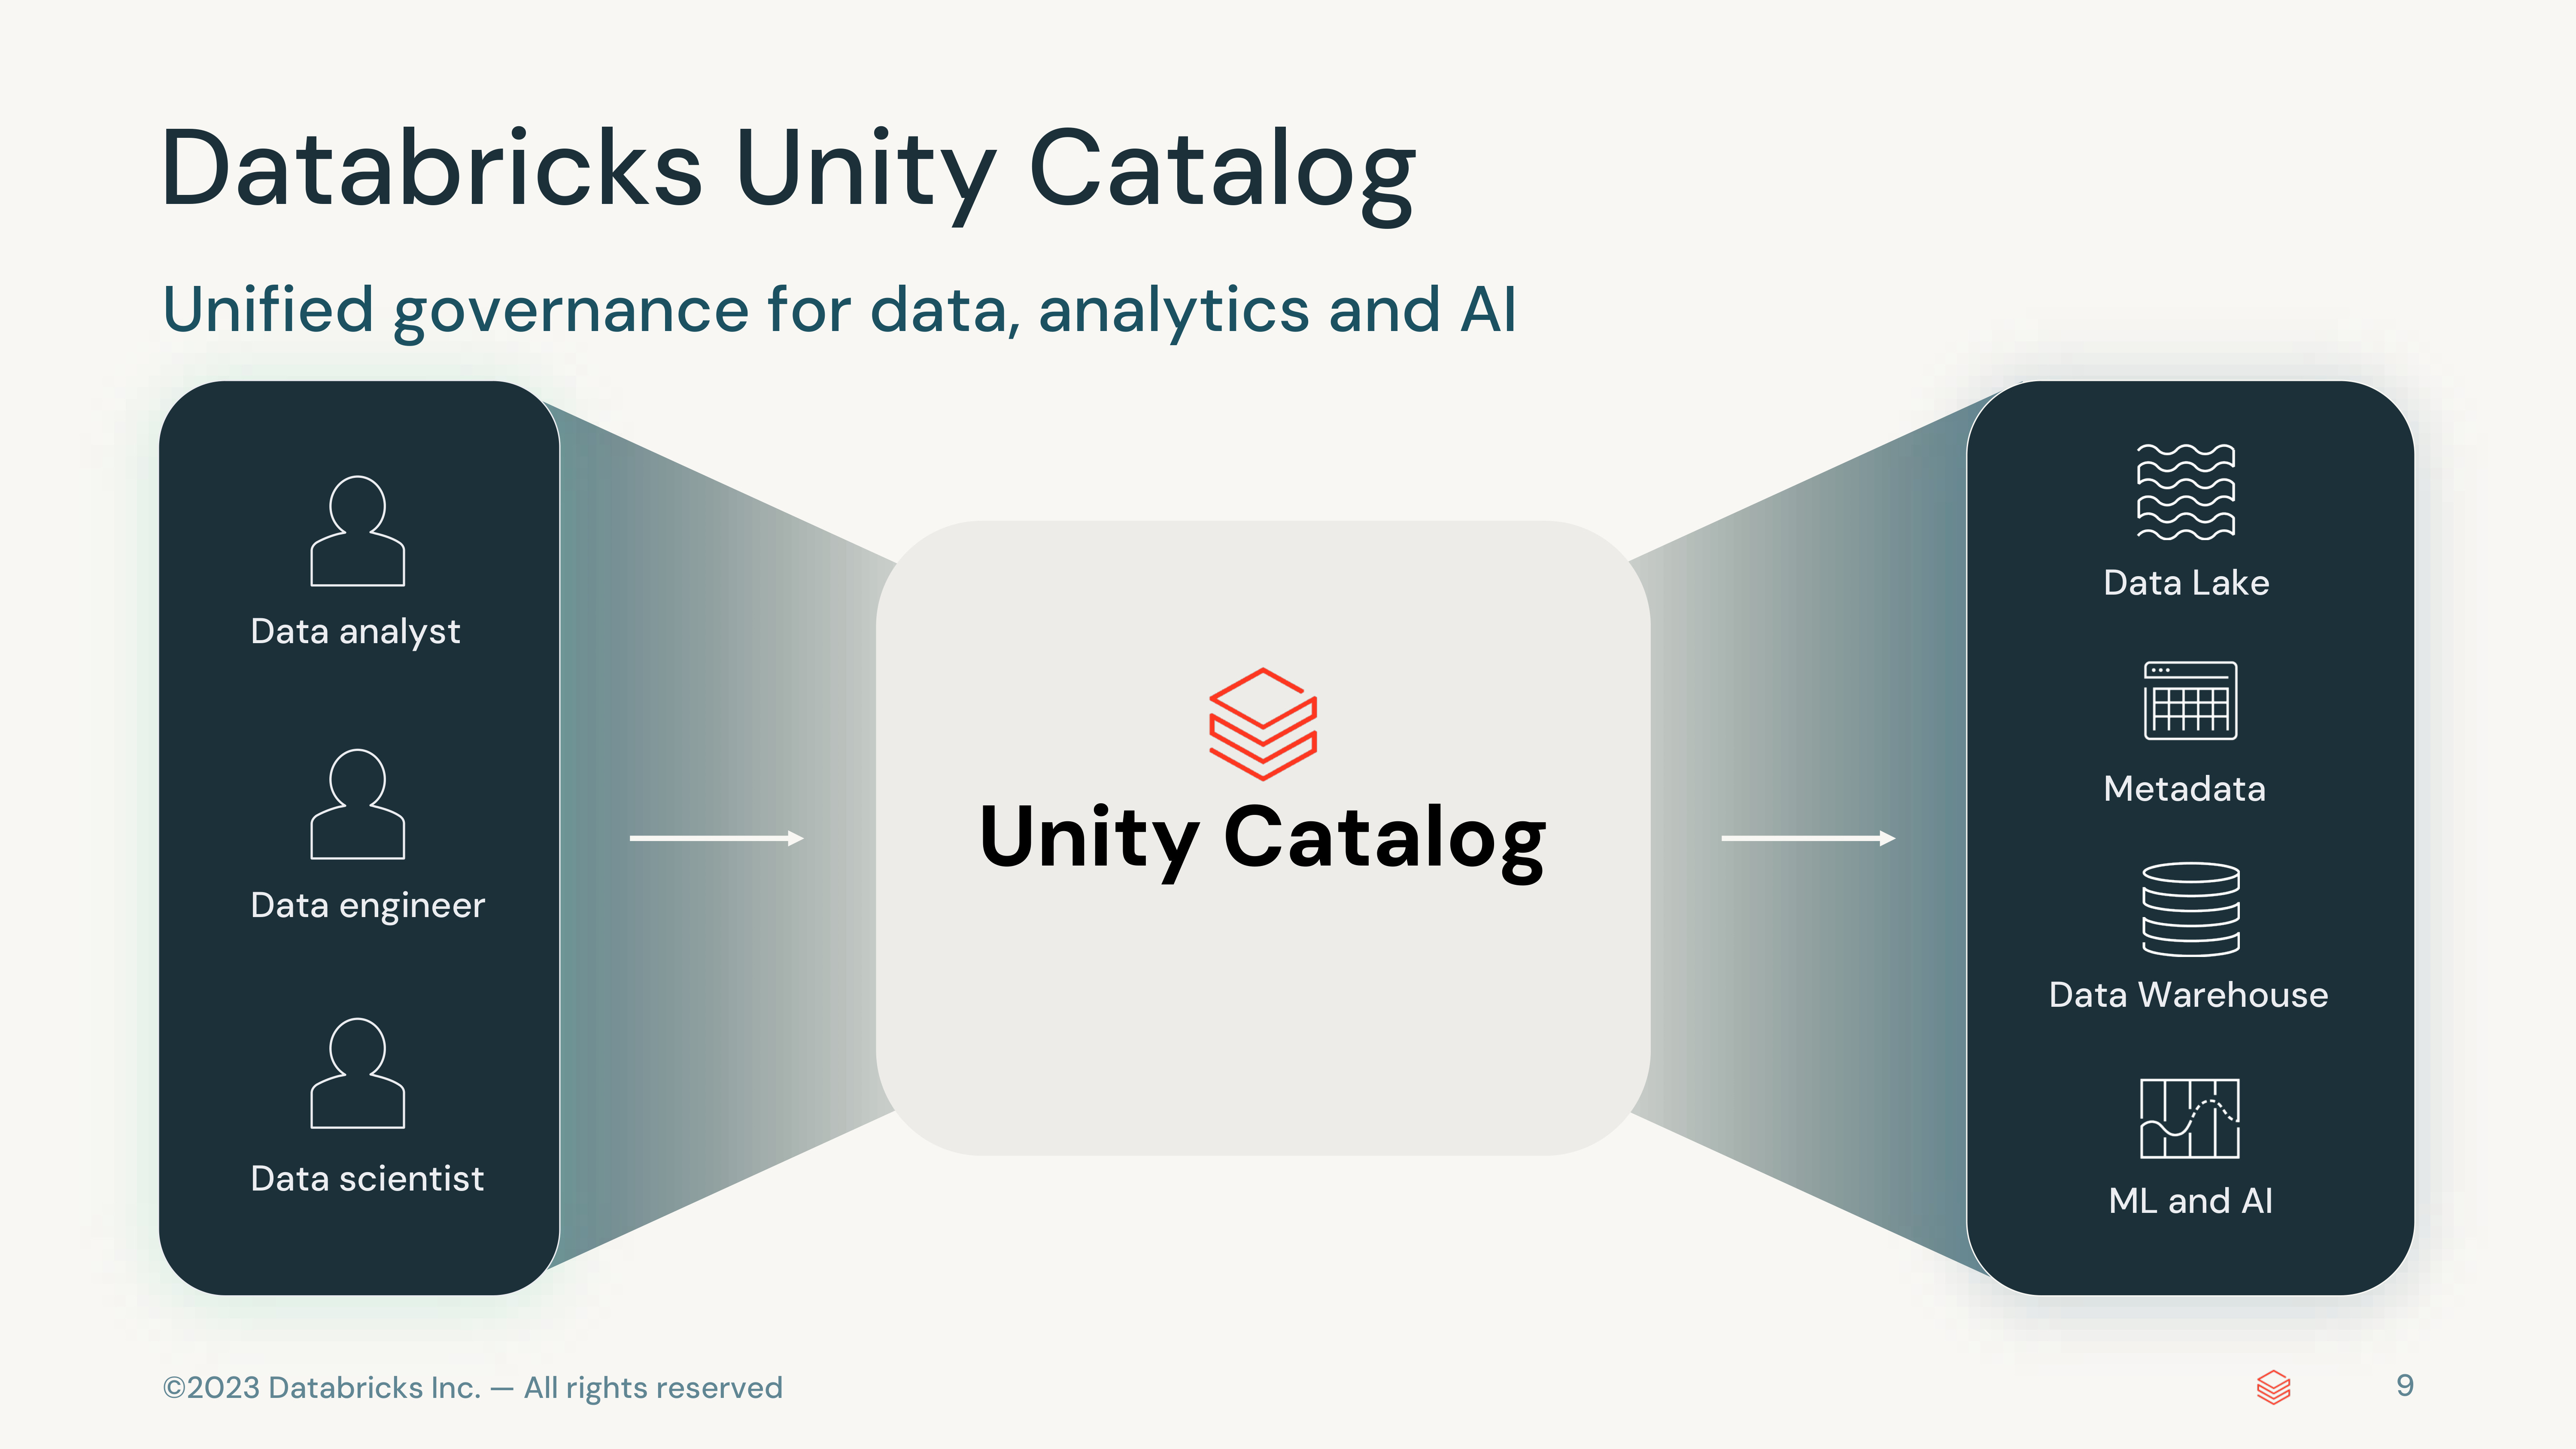 Databricks Unity Catalog
Unified governance for data, analytics and AI
Data analyst
Data engineer
Data scientist
Unity Catalog
Data Lake
Metadata
Data Warehouse
ML and AI
©2023 Databricks Inc. — All rights reserved
9